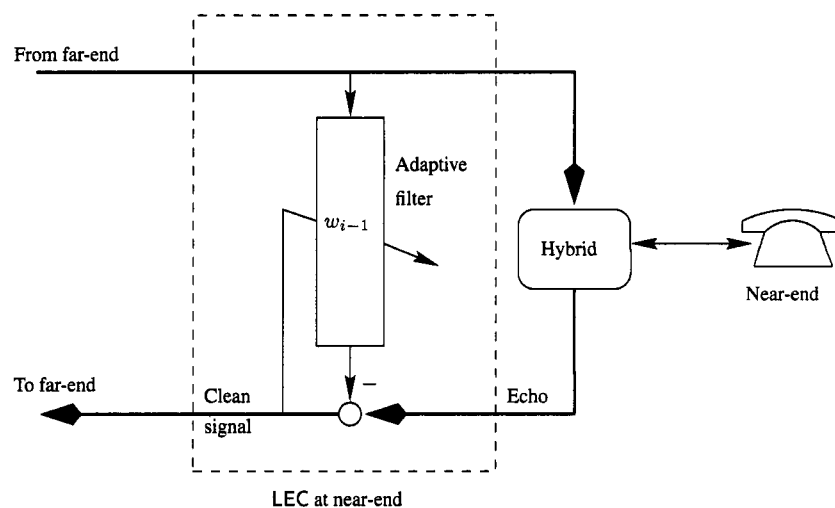 From far-end
Adaptive
filter
w_{i-1}
Hybrid
Near-end
To far-end
Clean
signal
−
Echo
LEC at near-end